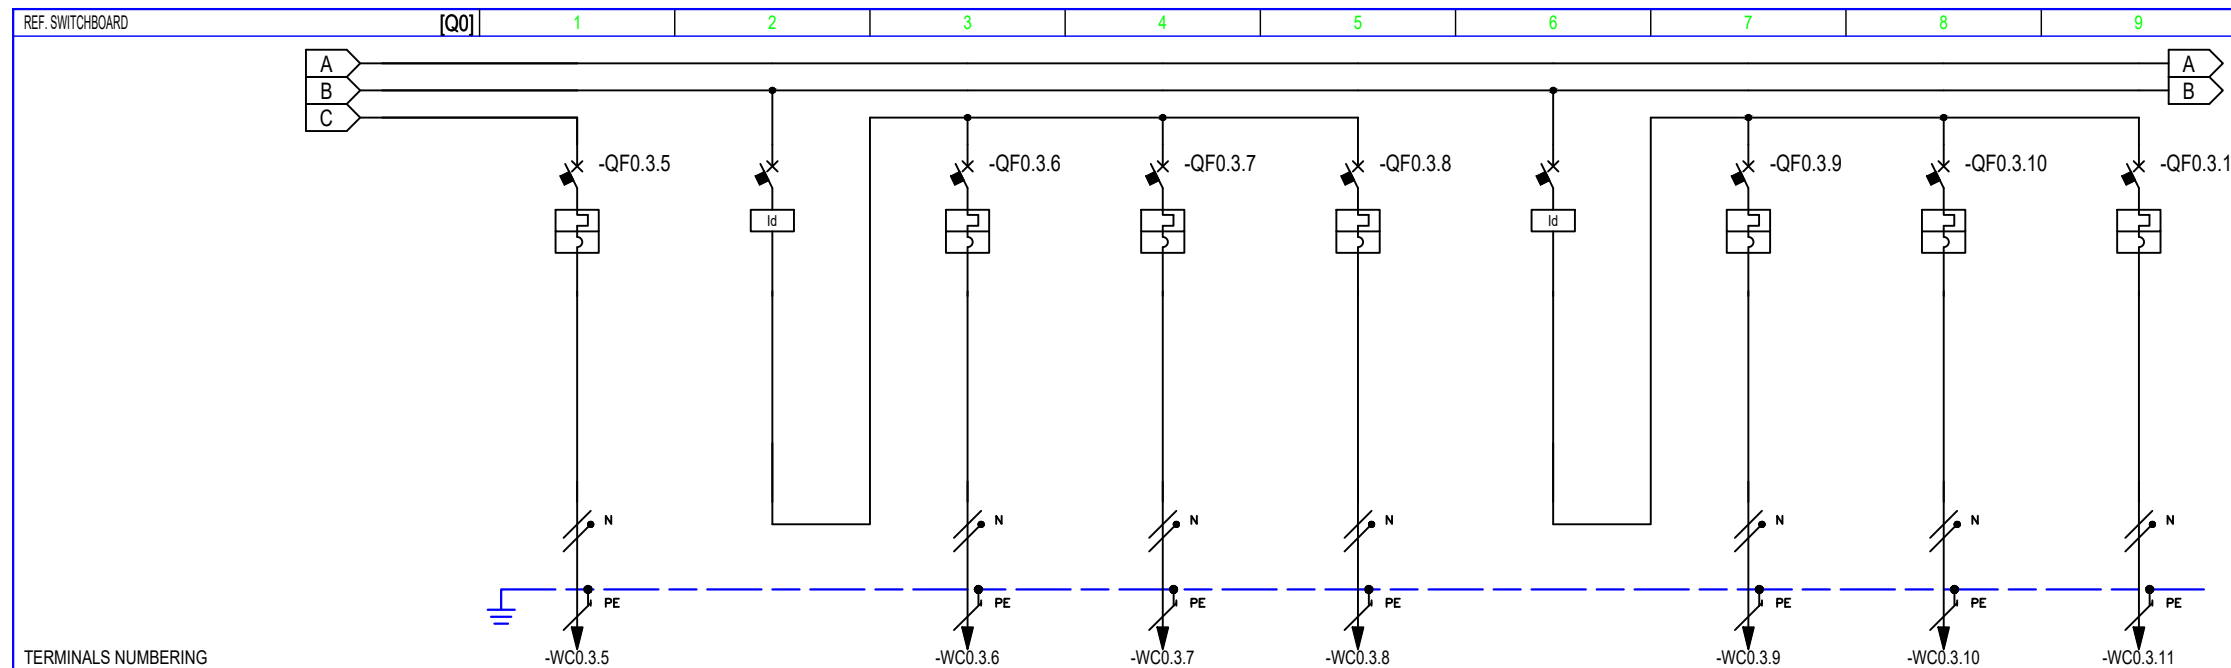 REF. SWITCHBOARD [Q0] 1 2 3 4 5 6 7 8 9
A A
B B
C
-QF0.3.5 -QF0.3.6 -QF0.3.7 -QF0.3.8 -QF0.3.9 -QF0.3.10 -QF0.3.1
Id Id
N N N N N N N
PE PE PE PE PE PE PE
TERMINALS NUMBERING -WC0.3.5 -WC0.3.6 -WC0.3.7 -WC0.3.8 -WC0.3.9 -WC0.3.10 -WC0.3.11